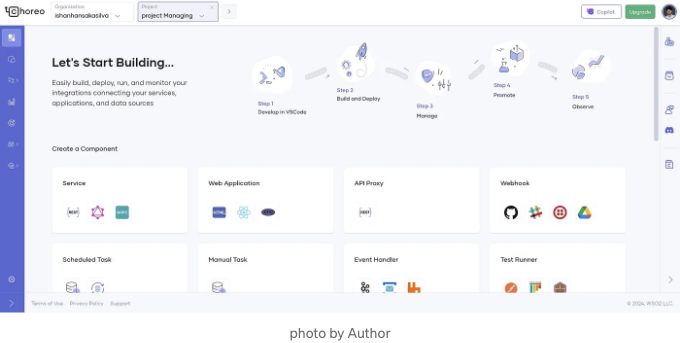 Choreo
Organization
ishanhansakasilva
Project
project Managing
Copilot
Upgrade
Let's Start Building...
Easily build, deploy, run, and monitor your
integrations connecting your services,
applications, and data sources
Step 1
Develop in VSCode
Step 2
Build and Deploy
Step 3
Manage
Step 4
Promote
Step 5
Observe
Create a Component
Service
Web Application
API Proxy
Webhook
REST
HTML
php
REST
Scheduled Task
Manual Task
Event Handler
Test Runner
Terms of Use
Privacy Policy
Support
© 2024, WSO2 LLC.
photo by Author